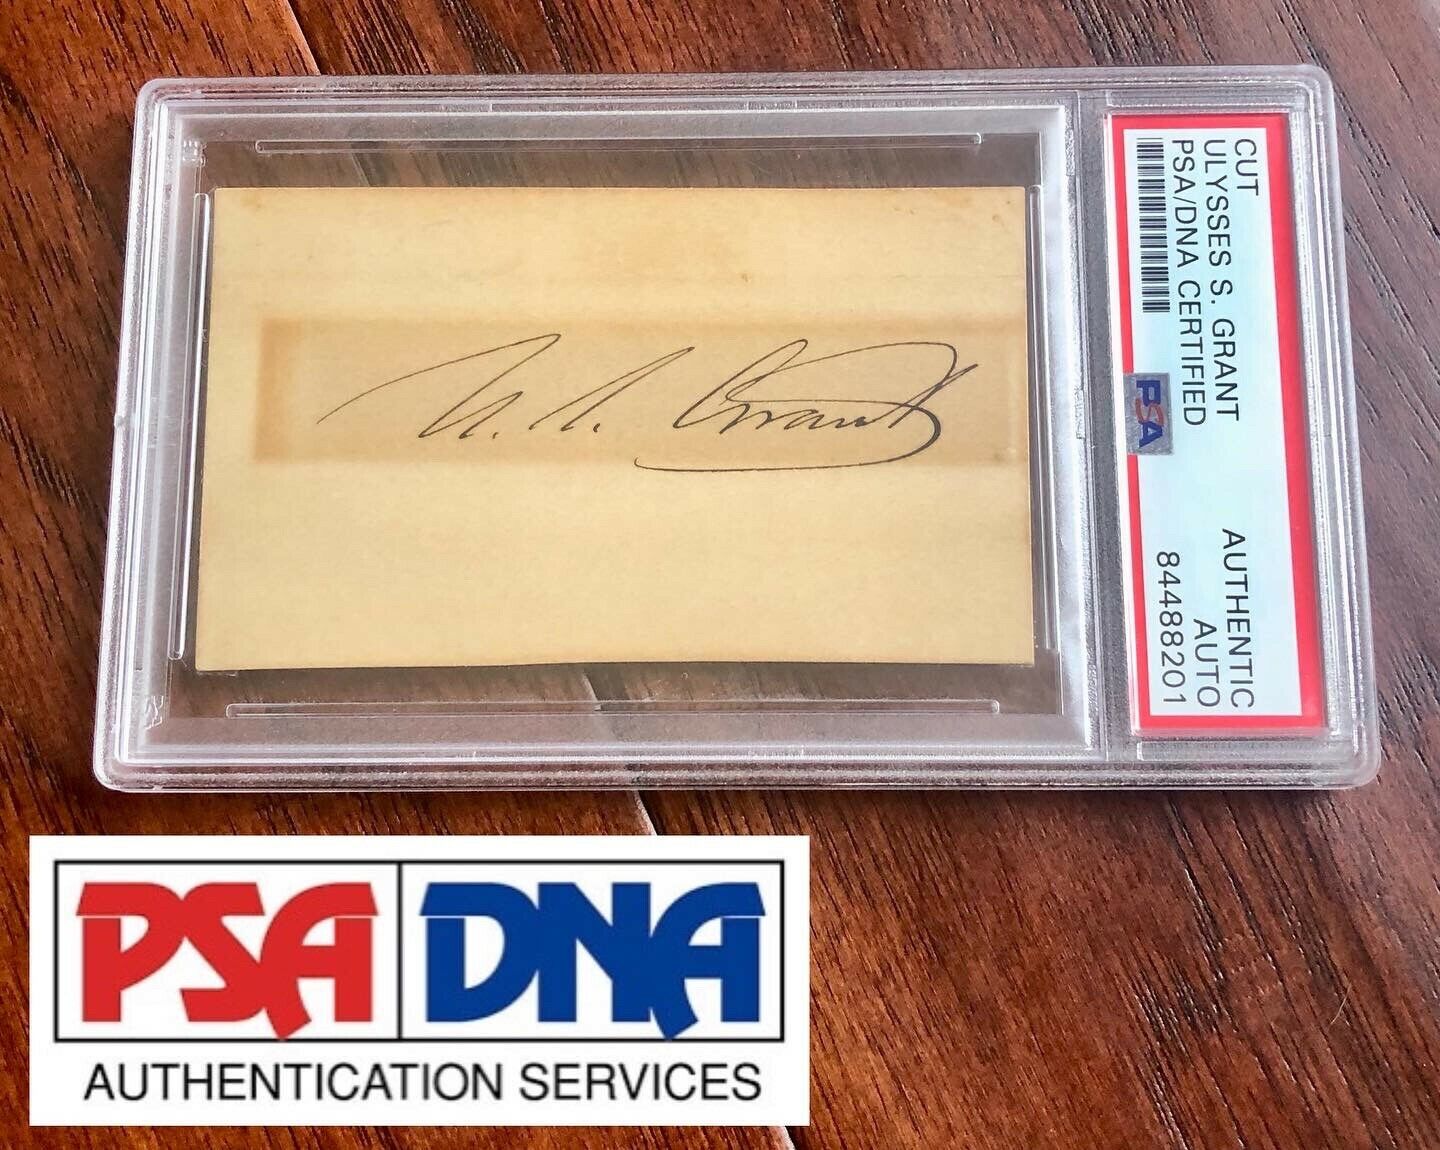 U. S. Grant
CUT
ULYSSES S. GRANT
PSA/DNA CERTIFIED
PSA
AUTHENTIC
AUTO
84488201
PSA DNA
AUTHENTICATION SERVICES